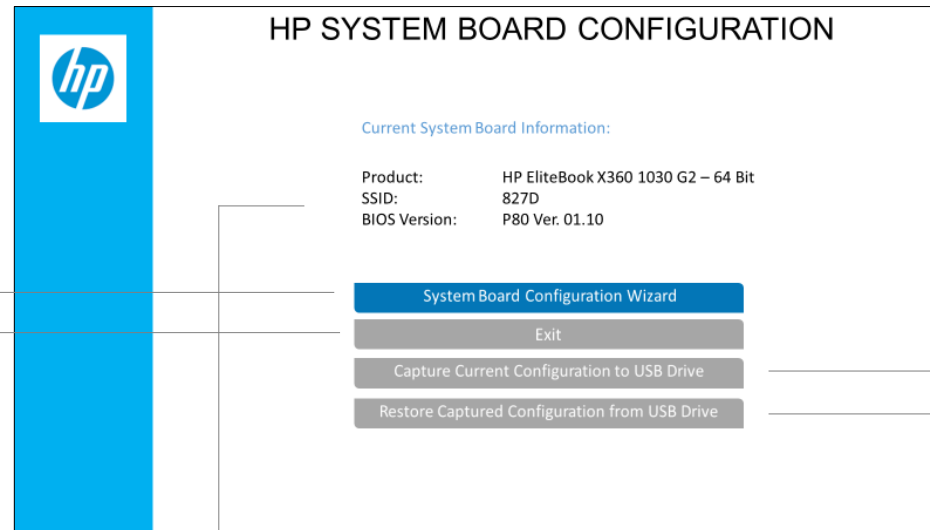 HP SYSTEM BOARD CONFIGURATION
hp
Current System Board Information:
Product: HP EliteBook X360 1030 G2 – 64 Bit
SSID: 827D
BIOS Version: P80 Ver. 01.10
System Board Configuration Wizard
Exit
Capture Current Configuration to USB Drive
Restore Captured Configuration from USB Drive